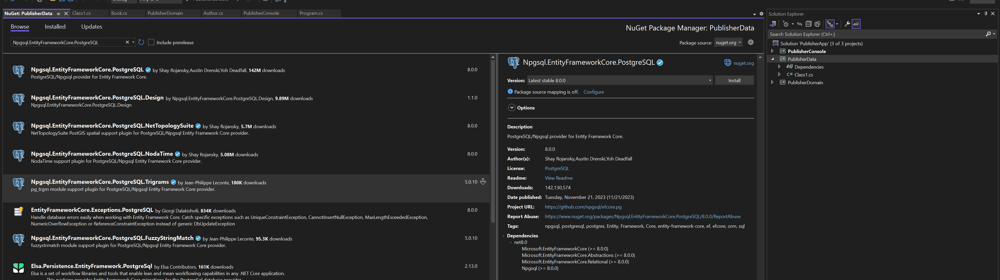 NuGet: PublisherData
Class1.cs
Book.cs
PublisherDomain
Author.cs
PublisherConsole
Program.cs
Browse
Installed
Updates
NuGet Package Manager: PublisherData
Npgsql.EntityFrameworkCore.PostgreSQL
Include prerelease
Package source: nuget.org
Npgsql.EntityFrameworkCore.PostgreSQL by Shay Rojansky,Austin Drenski,Yoh Deadfall, 142M downloads 8.0.0
PostgreSQL/Npgsql provider for Entity Framework Core.
Npgsql.EntityFrameworkCore.PostgreSQL.Design by Npgsql.EntityFrameworkCore.PostgreSQL.Design, 9.89M downloads 1.1.0
Npgsql.EntityFrameworkCore.PostgreSQL.Design
Npgsql.EntityFrameworkCore.PostgreSQL.NetTopologySuite by Shay Rojansky, 5.7M downloads 8.0.0
NetTopologySuite PostGIS spatial support plugin for PostgreSQL/Npgsql Entity Framework Core provider.
Npgsql.EntityFrameworkCore.PostgreSQL.NodaTime by Shay Rojansky, 5.08M downloads 8.0.0
NodaTime support plugin for PostgreSQL/Npgsql Entity Framework Core provider.
Npgsql.EntityFrameworkCore.PostgreSQL.Trigrams by Jean-Philippe Leconte, 180K downloads 5.0.10
pg_trgm module support plugin for PostgreSQL/Npgsql Entity Framework Core provider.
EntityFrameworkCore.Exceptions.PostgreSQL by Giorgi Dalakishvili, 834K downloads 8.0.0
Handle database errors easily when working with Entity Framework Core. Catch specific exceptions such as UniqueConstraintException, CannotInsertNullException, MaxLengthExceededException,
NumericOverflowException or ReferenceConstraintException instead of generic DbUpdateException
Npgsql.EntityFrameworkCore.PostgreSQL.FuzzyStringMatch by Jean-Philippe Leconte, 95.3K downloads 5.0.10
fuzzystrmatch module support plugin for PostgreSQL/Npgsql Entity Framework Core provider.
Elsa.Persistence.EntityFramework.PostgreSql by Elsa Contributors, 161K downloads 2.13.0
Elsa is a set of workflow libraries and tools that enable lean and mean workflowing capabilities in any .NET Core application.
This package provides Entity Framework Core migrations for the PostgreSql database provider.
Npgsql.EntityFrameworkCore.PostgreSQL
nuget.org
Version: Latest stable 8.0.0
Install
Package source mapping is off. Configure
Options
Description
PostgreSQL/Npgsql provider for Entity Framework Core.
Version: 8.0.0
Author(s): Shay Rojansky,Austin Drenski,Yoh Deadfall
License: PostgreSQL
Readme: View Readme
Downloads: 142,130,574
Date published: Tuesday, November 21, 2023 (11/21/2023)
Project URL: https://github.com/npgsql/efcore.pg
Report Abuse: https://www.nuget.org/packages/Npgsql.EntityFrameworkCore.PostgreSQL/8.0.0/ReportAbuse
Tags: npgsql, postgresql, postgres, Entity, Framework, Core, entity-framework-core, ef, efcore, orm, sql
Dependencies
net8.0
Microsoft.EntityFrameworkCore (>= 8.0.0)
Microsoft.EntityFrameworkCore.Abstractions (>= 8.0.0)
Microsoft.EntityFrameworkCore.Relational (>= 8.0.0)
Npgsql (>= 8.0.0)
Solution Explorer
Search Solution Explorer (Ctrl+;)
Solution 'PublisherApp' (3 of 3 projects)
PublisherConsole
PublisherData
Dependencies
C# Class1.cs
PublisherDomain